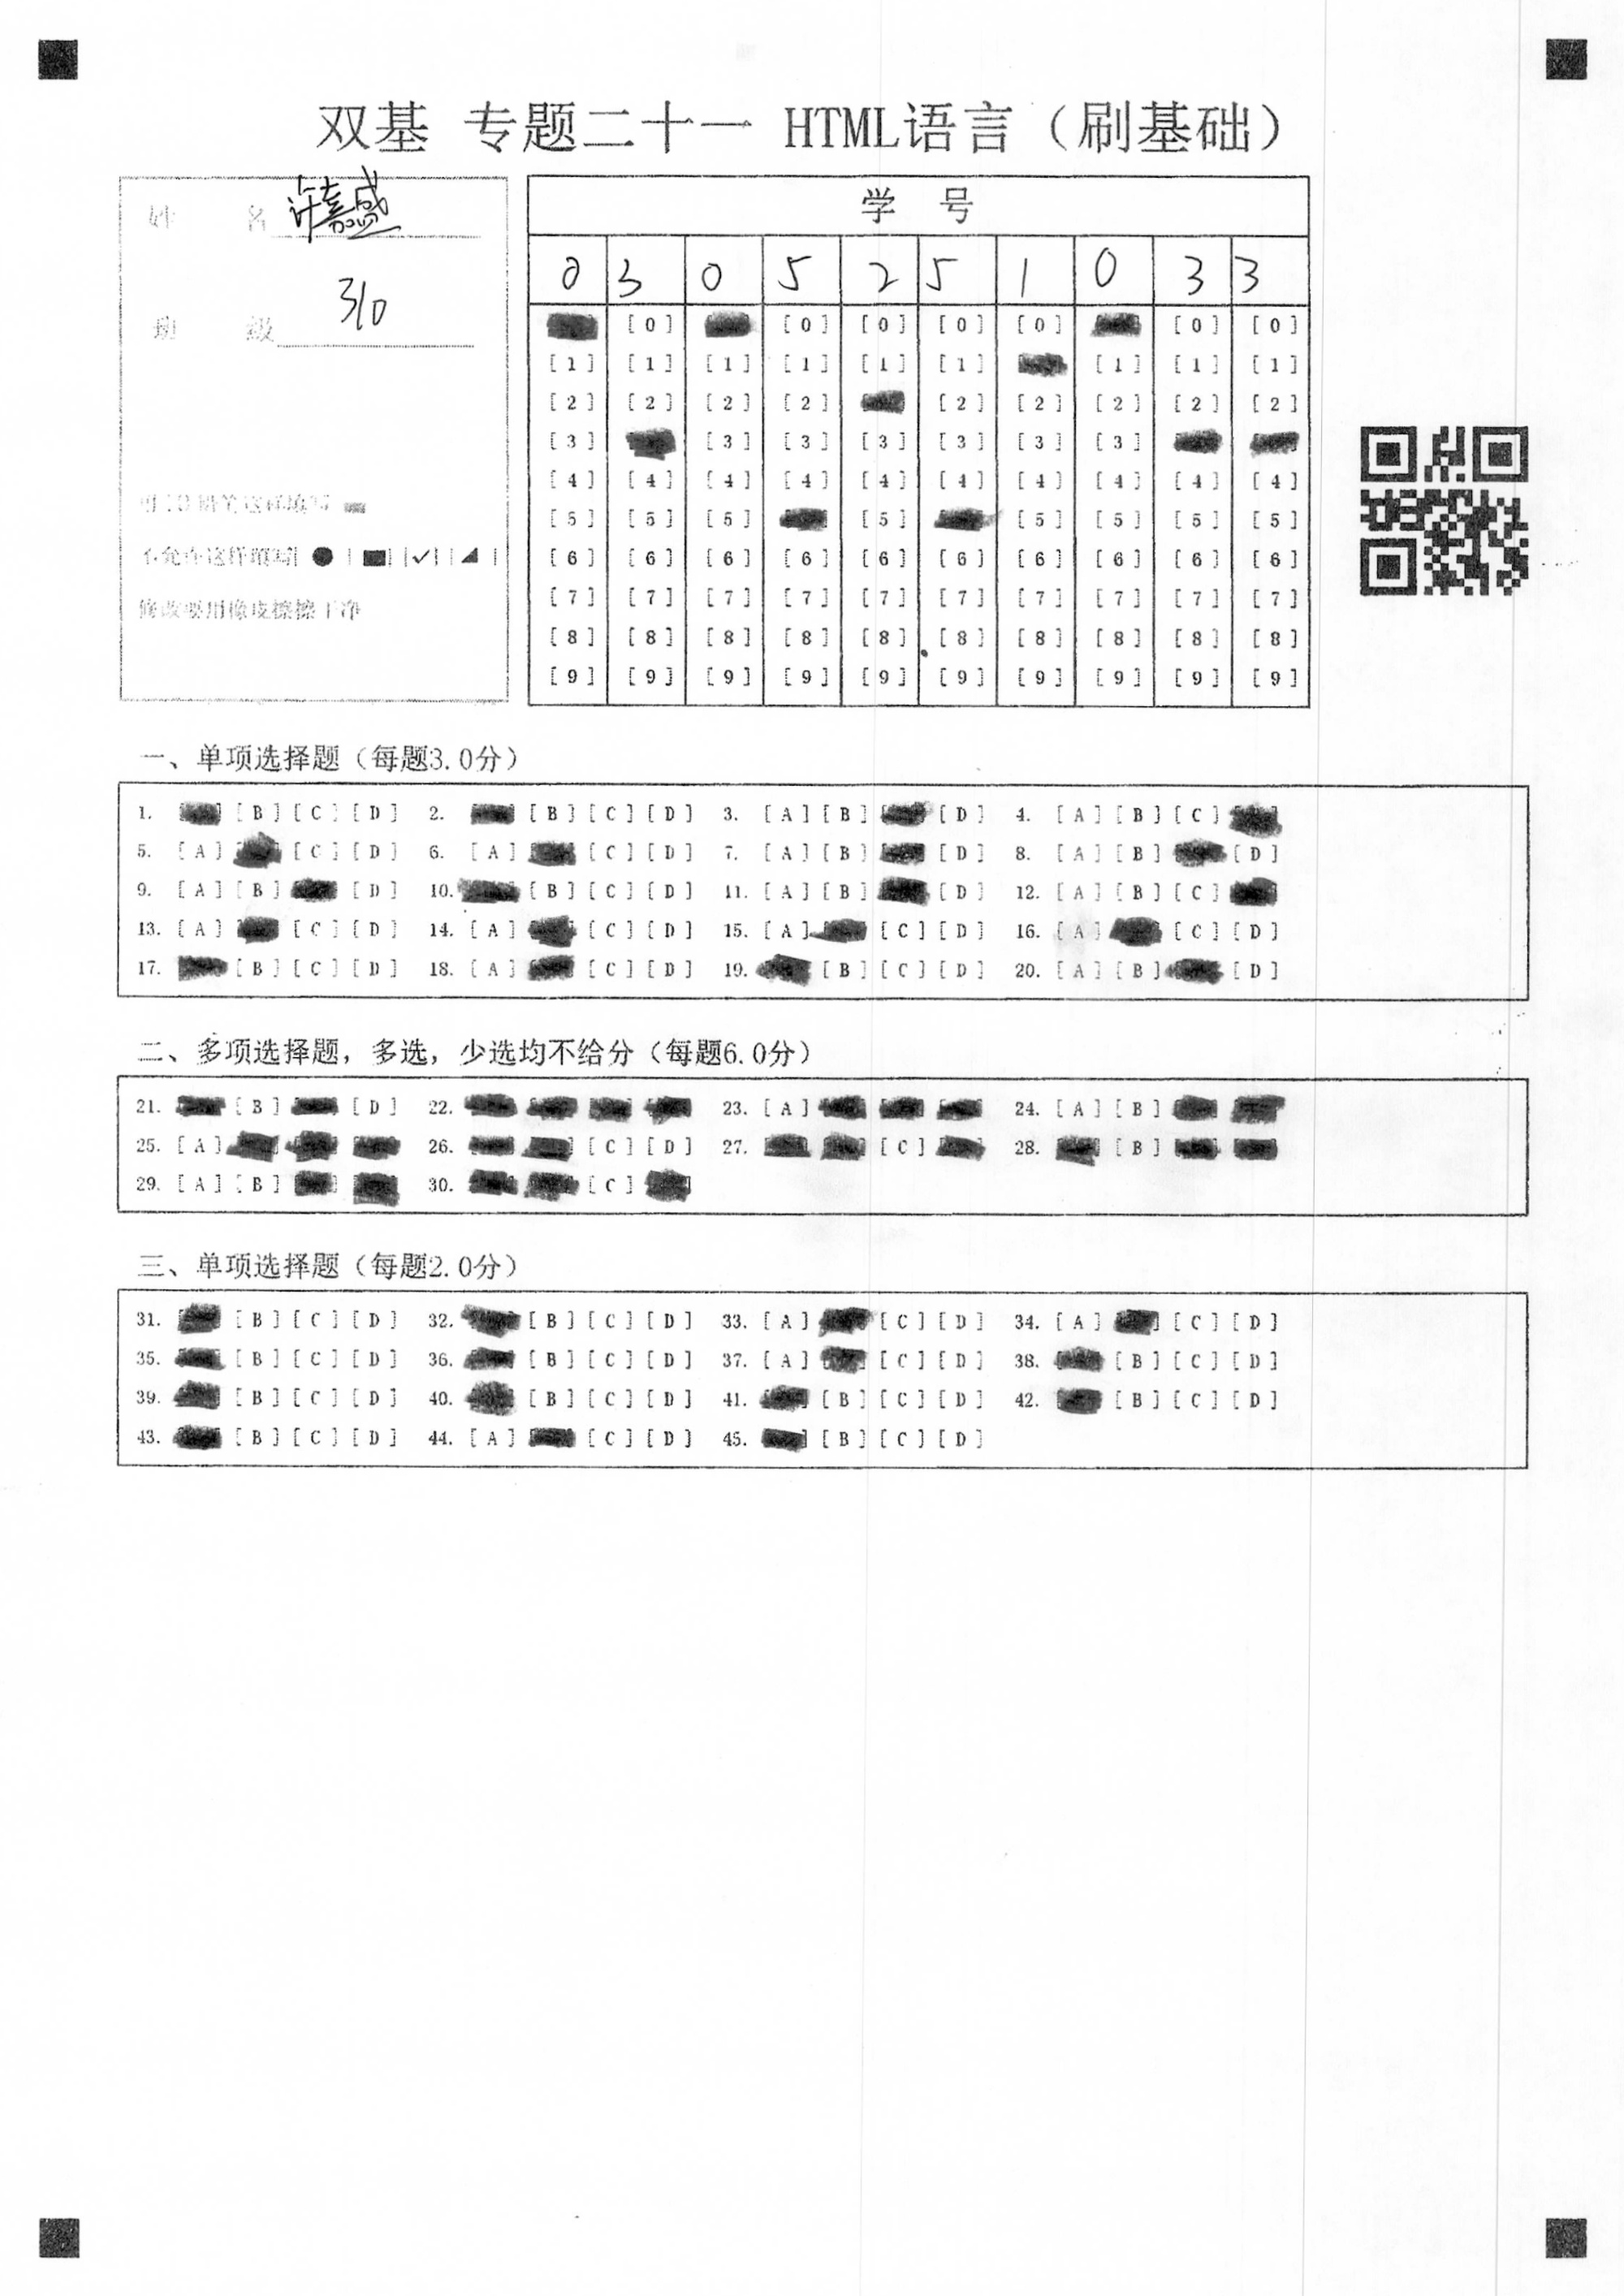 双基 专题二十一 HTML语言（刷基础）
姓 名 许嘉盛
班 级 310
不允许这样填写
修改要用橡皮擦擦干净
学 号
0 3 0 5 2 5 1 0 3 3
[0] [0] [0] [0] [0] [0] [0]
[1] [1] [1] [1] [1] [1] [1] [1] [1]
[2] [2] [2] [2] [2] [2] [2] [2] [2]
[3] [3] [3] [3] [3] [3] [3]
[4] [4] [4] [4] [4] [4] [4] [4] [4] [4]
[5] [5] [5] [5] [5] [5] [5] [5]
[6] [6] [6] [6] [6] [6] [6] [6] [6] [6]
[7] [7] [7] [7] [7] [7] [7] [7] [7] [7]
[8] [8] [8] [8] [8] [8] [8] [8] [8] [8]
[9] [9] [9] [9] [9] [9] [9] [9] [9] [9]
一、单项选择题（每题3.0分）
1. [B] [C] [D] 2. [B] [C] [D] 3. [A] [B] [D] 4. [A] [B] [C]
5. [A] [C] [D] 6. [A] [C] [D] 7. [A] [B] [D] 8. [A] [B] [D]
9. [A] [B] [D] 10. [B] [C] [D] 11. [A] [B] [D] 12. [A] [B] [C]
13. [A] [C] [D] 14. [A] [C] [D] 15. [A] [C] [D] 16. [A] [C] [D]
17. [B] [C] [D] 18. [A] [C] [D] 19. [B] [C] [D] 20. [A] [B] [D]
二、多项选择题，多选，少选均不给分（每题6.0分）
21. [B] [D] 22. 23. [A] 24. [A] [B]
25. [A] 26. [C] [D] 27. [C] 28. [B]
29. [A] [B] 30. [C]
三、单项选择题（每题2.0分）
31. [B] [C] [D] 32. [B] [C] [D] 33. [A] [C] [D] 34. [A] [C] [D]
35. [B] [C] [D] 36. [B] [C] [D] 37. [A] [C] [D] 38. [B] [C] [D]
39. [B] [C] [D] 40. [B] [C] [D] 41. [B] [C] [D] 42. [B] [C] [D]
43. [B] [C] [D] 44. [A] [C] [D] 45. [B] [C] [D]